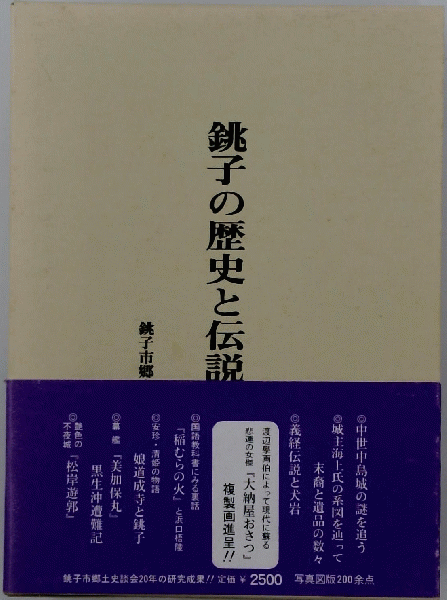 銚子の歴史と伝説
銚子市郷
◎中世中島城の謎を追う
◎城主海上氏の系図を辿って
末裔と遺品の数々
◎義経伝説と犬岩
渡辺學画伯によって現代に蘇る
悲運の女傑『大納屋おさつ』
複製画進呈!!
◎国語教科書にみる裏話
『稲むらの火』と浜口梧陵
◎安珍・清姫の物語
娘道成寺と銚子
◎幕艦
『美加保丸』
黒生沖遭難記
◎艶色の
不夜城『松岸遊郭』
銚子市郷土史談会20年の研究成果!! 定価 ¥2500 写真図版200余点